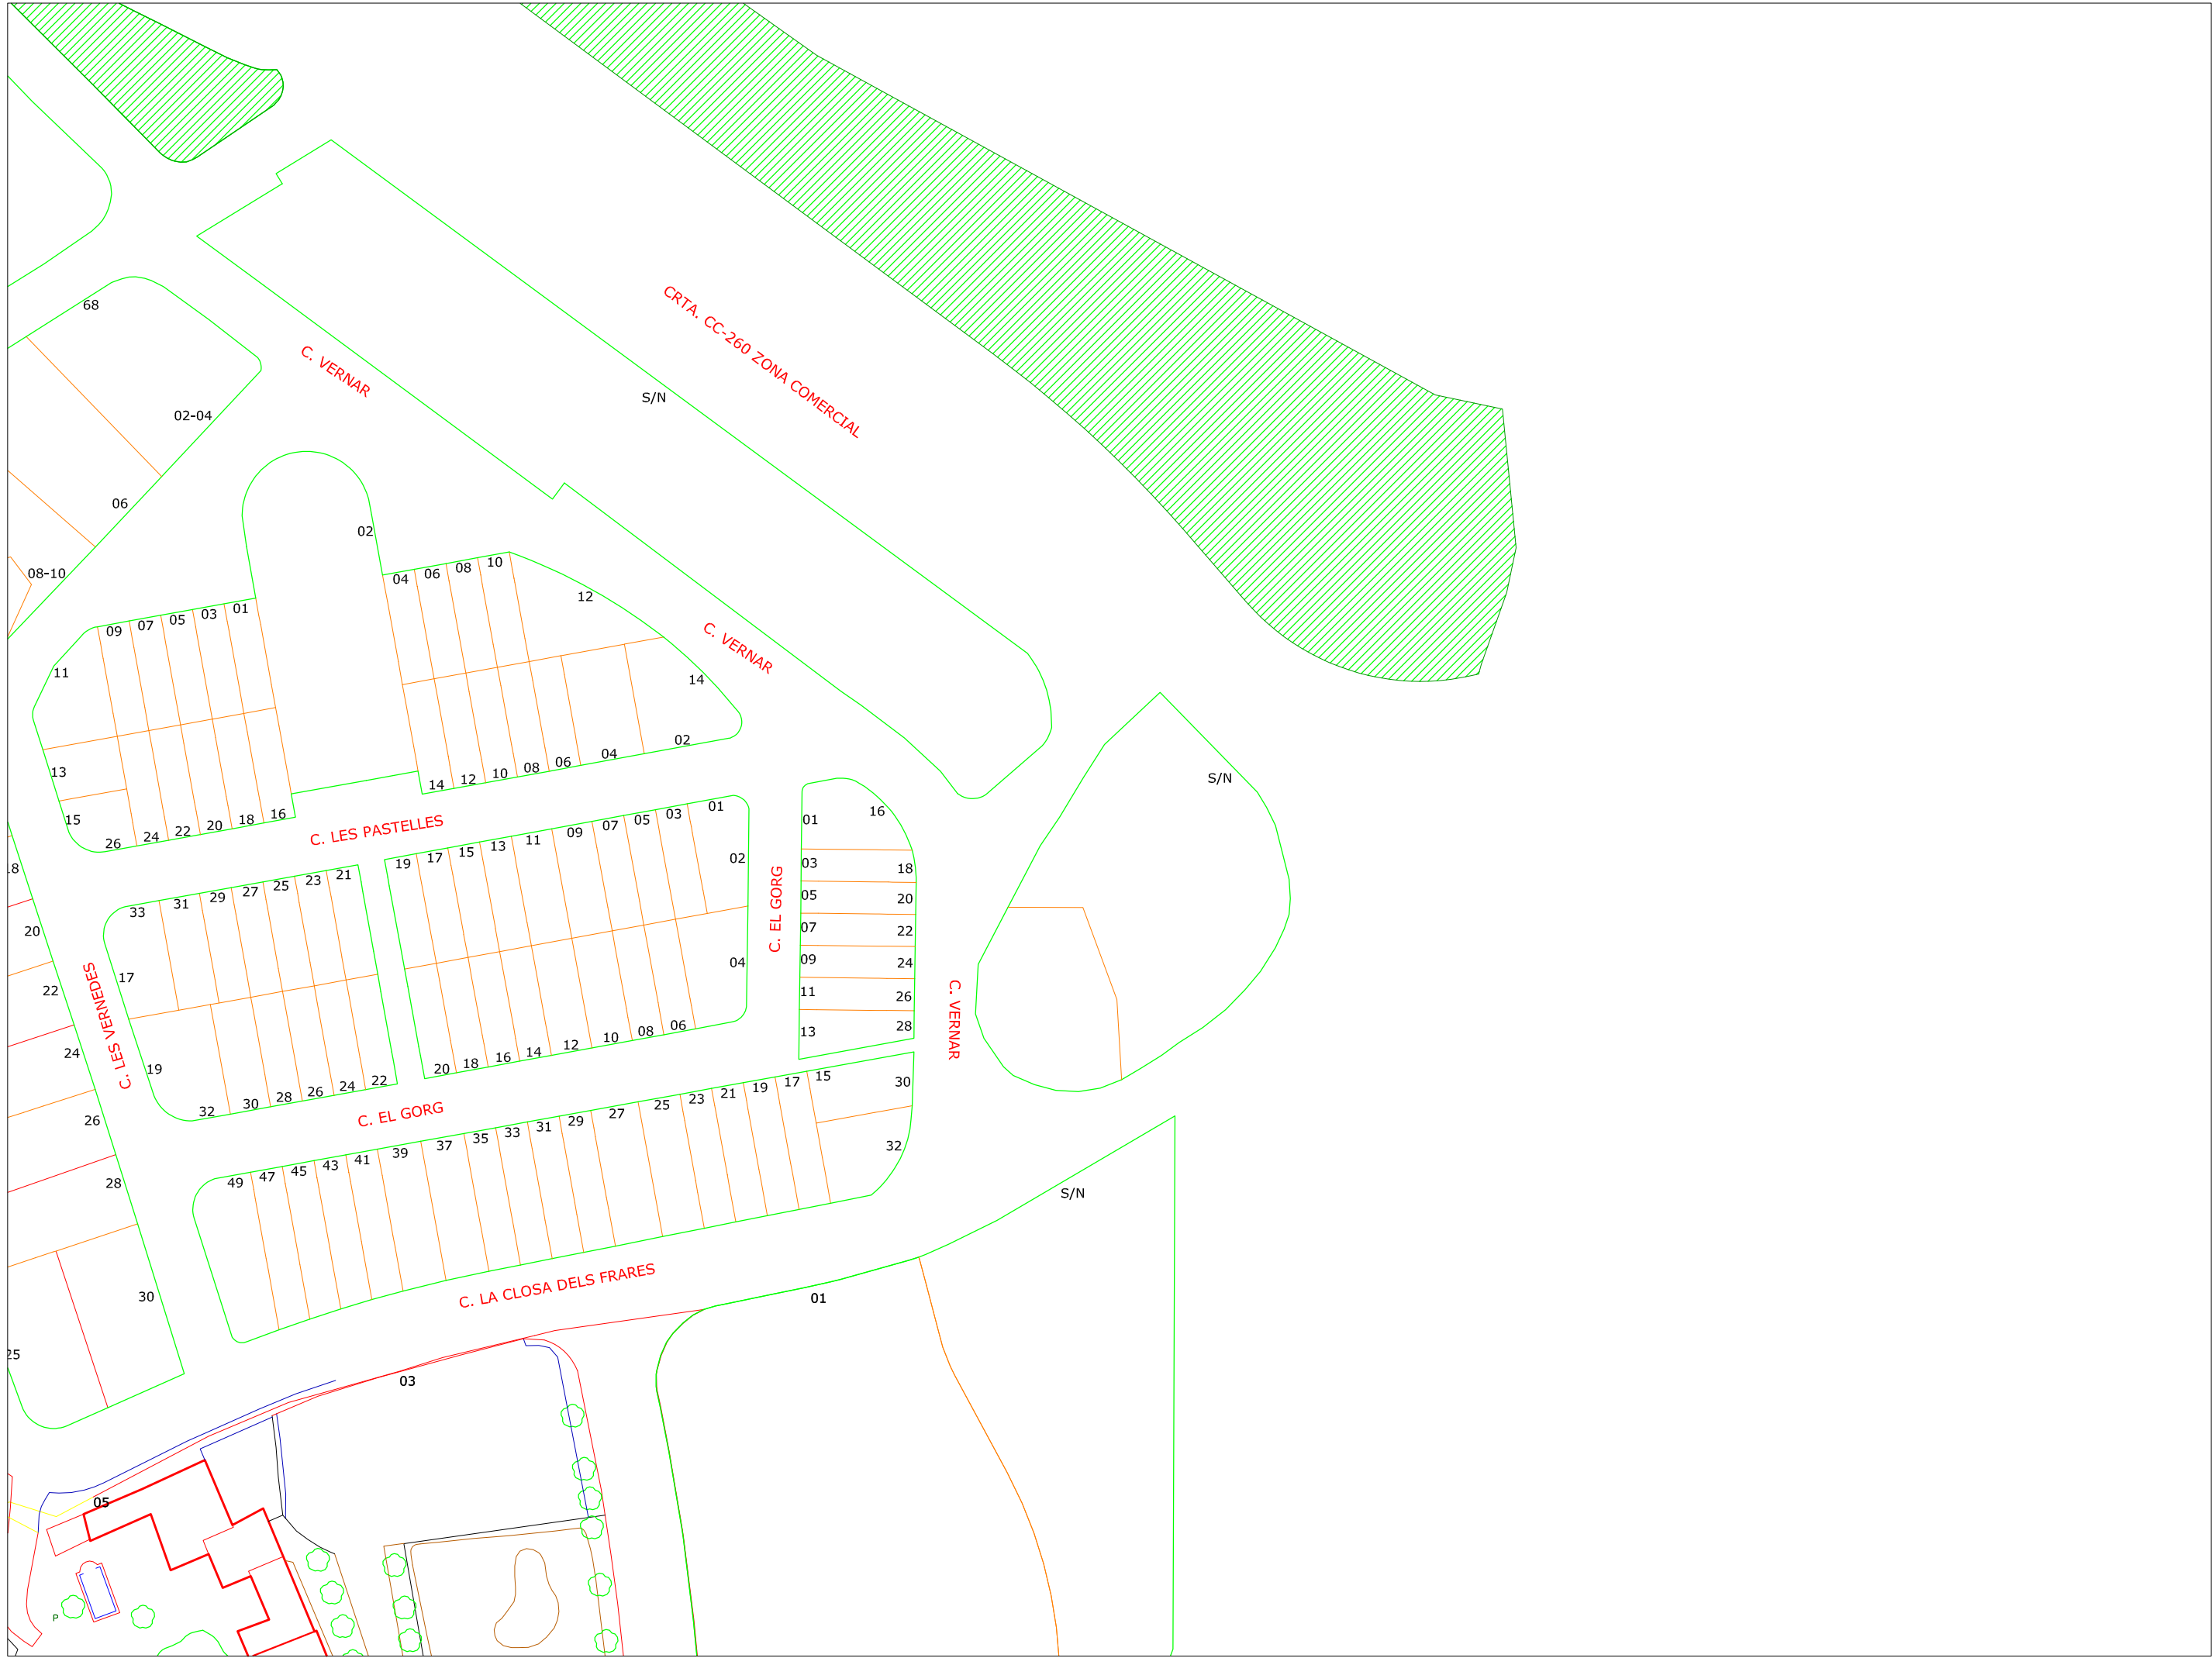 68
CRTA. CC-260 ZONA COMERCIAL
C. VERNAR
S/N
02-04
06
02
08-10
04 06 08 10
12
09 07 05 03 01
C. VERNAR
11
14
02
13
14 12 10 08 06 04
S/N
15
26 24 22 20 18 16
C. LES PASTELLES
19 17 15 13 11 09 07 05 03 01
01
16
02
03
18
05
20
07
22
09
24
11
26
13
28
C. EL GORG
C. VERNAR
18
33 31 29 27 25 23 21
20
17
04
22
C. LES VERNEDES
24
19
20 18 16 14 12 10 08 06
32 30 28 26 24 22
C. EL GORG
26
49 47 45 43 41 39 37 35 33 31 29 27 25 23 21 19 17 15
30
32
28
S/N
C. LA CLOSA DELS FRARES
30
01
25
03
05
P